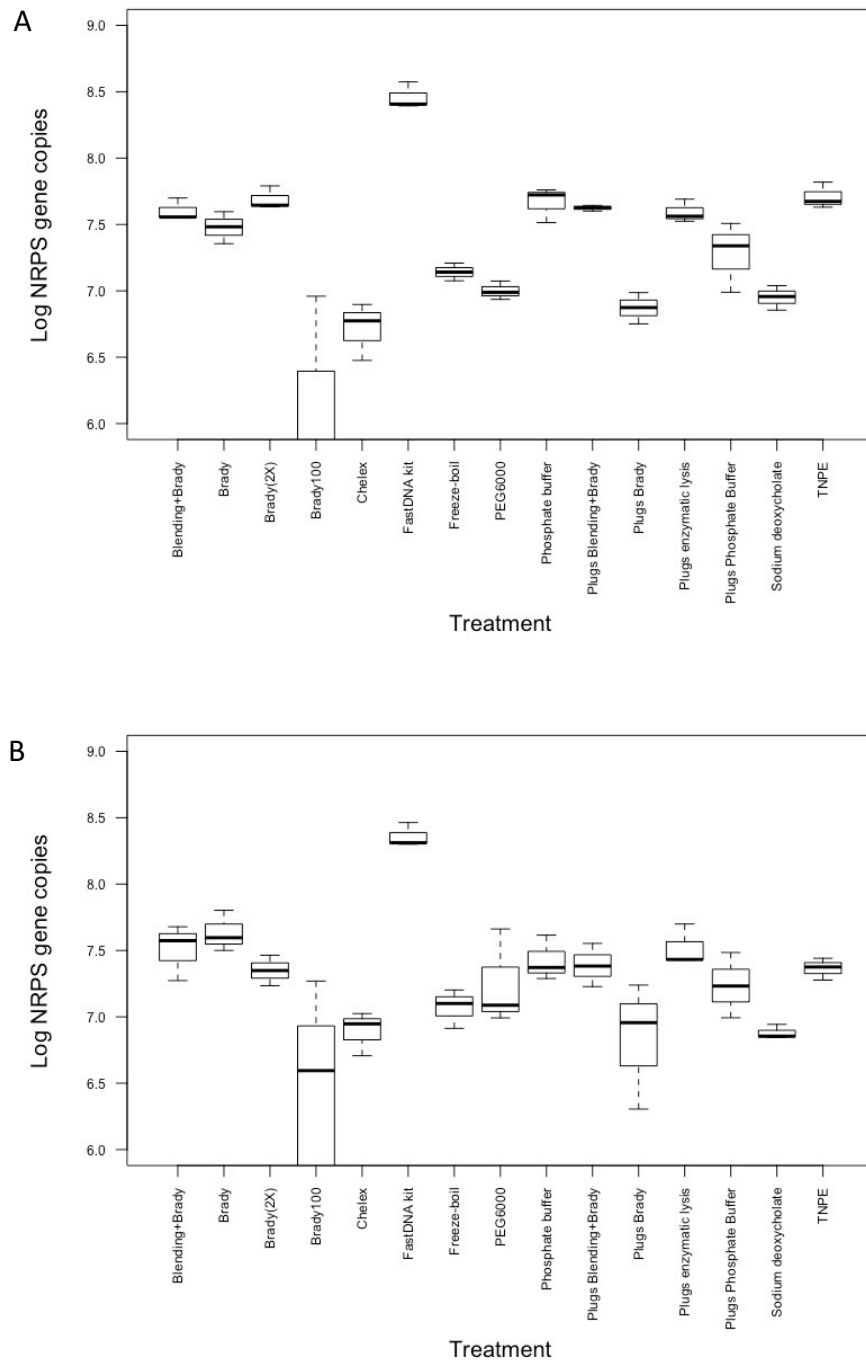 A
Log NRPS gene copies
9.0
8.5
8.0
7.5
7.0
6.5
6.0
Blending+Brady
Brady
Brady(2X)
Brady100
Chelex
FastDNA kit
Freeze-boil
PEG6000
Phosphate buffer
Plugs Blending+Brady
Plugs Brady
Plugs enzymatic lysis
Plugs Phosphate Buffer
Sodium deoxycholate
TNPE
Treatment
B
Log NRPS gene copies
9.0
8.5
8.0
7.5
7.0
6.5
6.0
Blending+Brady
Brady
Brady(2X)
Brady100
Chelex
FastDNA kit
Freeze-boil
PEG6000
Phosphate buffer
Plugs Blending+Brady
Plugs Brady
Plugs enzymatic lysis
Plugs Phosphate Buffer
Sodium deoxycholate
TNPE
Treatment